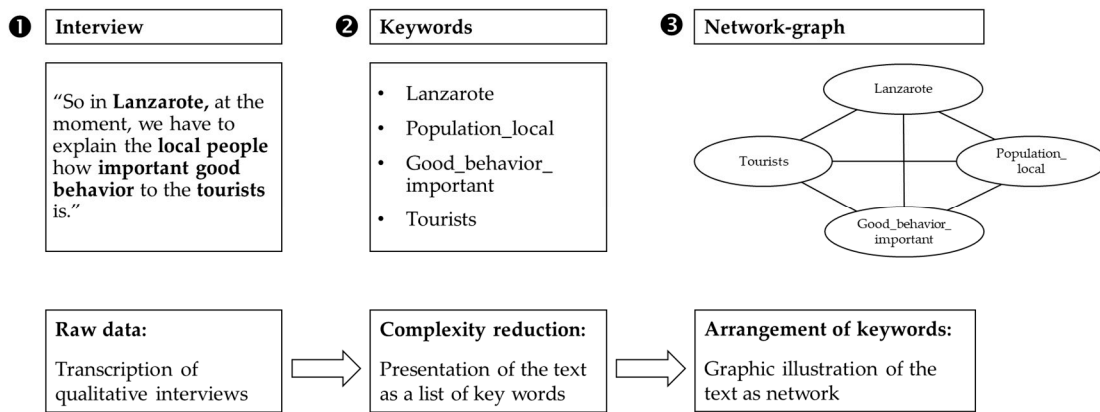 ❶ Interview
❷ Keywords
❸ Network-graph
“So in Lanzarote, at the
moment, we have to
explain the local people
how important good
behavior to the tourists
is.”
• Lanzarote
• Population_local
• Good_behavior_
important
• Tourists
Lanzarote
Tourists
Population_
local
Good_behavior_
important
Raw data:
Transcription of
qualitative interviews
Complexity reduction:
Presentation of the text
as a list of key words
Arrangement of keywords:
Graphic illustration of the
text as network